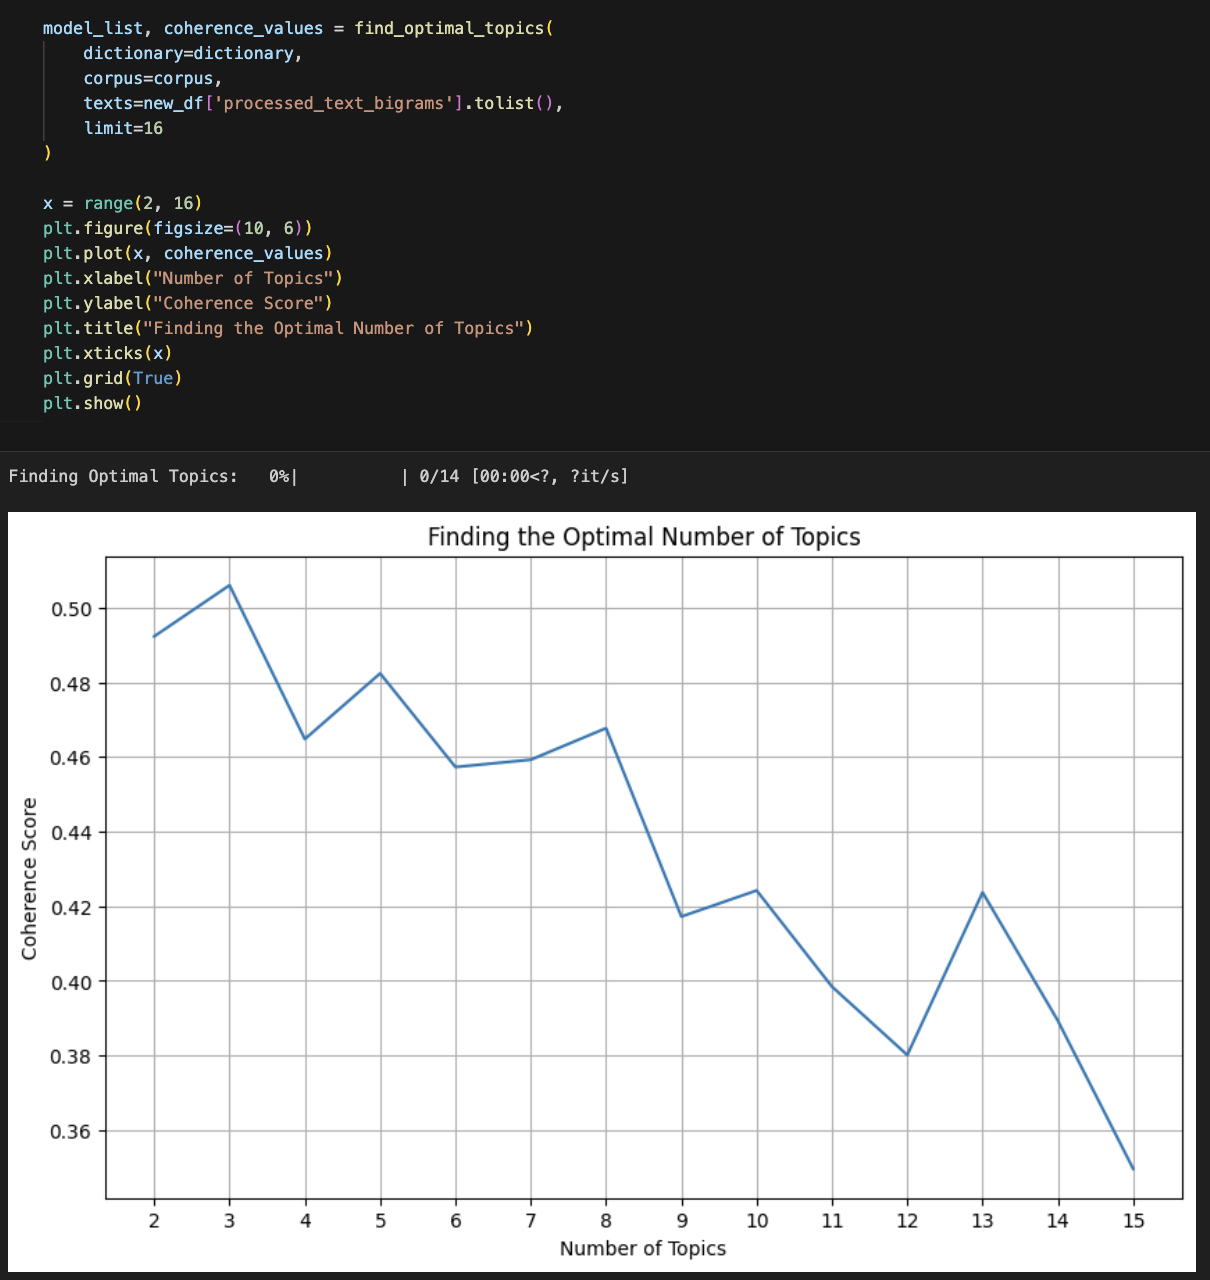 model_list, coherence_values = find_optimal_topics(
    dictionary=dictionary,
    corpus=corpus,
    texts=new_df['processed_text_bigrams'].tolist(),
    limit=16
)
x = range(2, 16)
plt.figure(figsize=(10, 6))
plt.plot(x, coherence_values)
plt.xlabel("Number of Topics")
plt.ylabel("Coherence Score")
plt.title("Finding the Optimal Number of Topics")
plt.xticks(x)
plt.grid(True)
plt.show()
Finding Optimal Topics:   0%|          | 0/14 [00:00<?, ?it/s]
Finding the Optimal Number of Topics
Coherence Score
0.50
0.48
0.46
0.44
0.42
0.40
0.38
0.36
2 3 4 5 6 7 8 9 10 11 12 13 14 15
Number of Topics